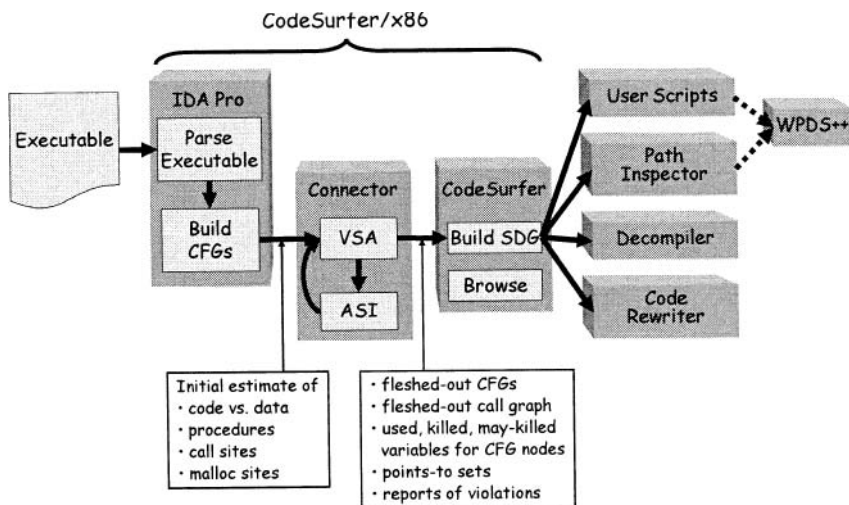 CodeSurfer/x86
IDA Pro
Executable
Parse
Executable
Build
CFGs
Connector
VSA
ASI
CodeSurfer
Build SDG
Browse
User Scripts
Path
Inspector
Decompiler
Code
Rewriter
WPDS++
Initial estimate of
• code vs. data
• procedures
• call sites
• malloc sites
• fleshed-out CFGs
• fleshed-out call graph
• used, killed, may-killed
variables for CFG nodes
• points-to sets
• reports of violations